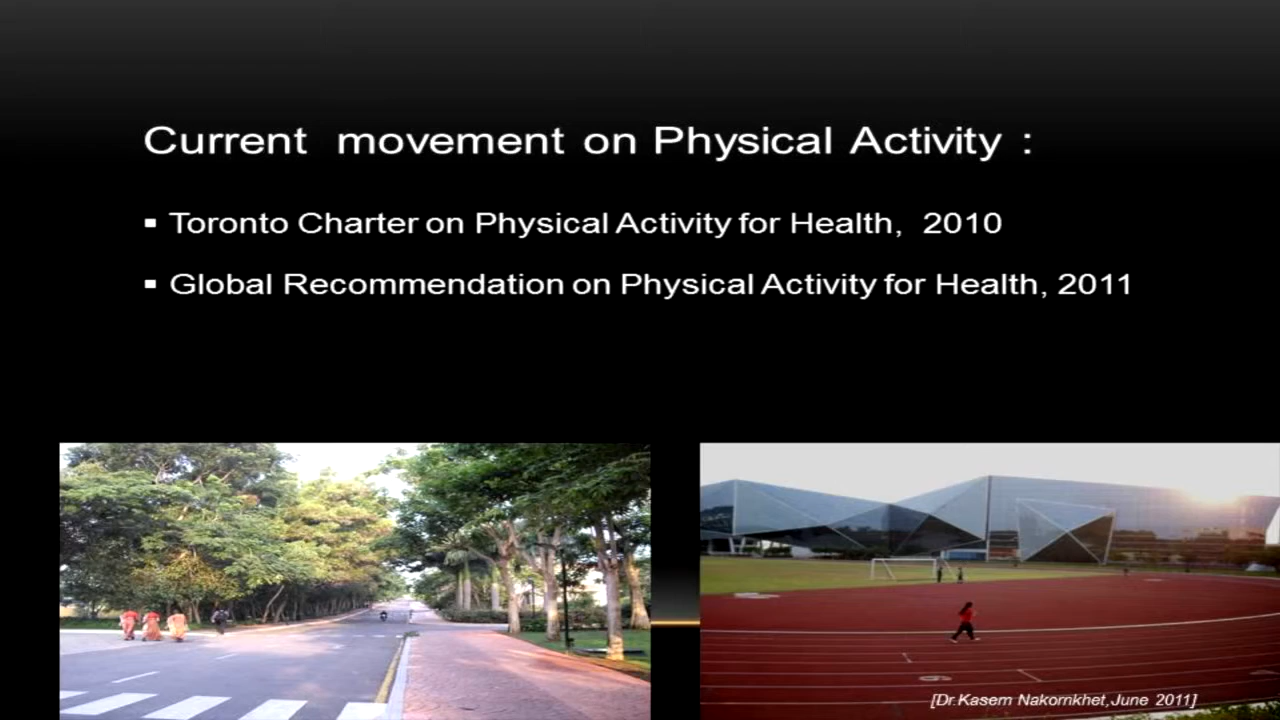 Current movement on Physical Activity :
▪ Toronto Charter on Physical Activity for Health, 2010
▪ Global Recommendation on Physical Activity for Health, 2011
[Dr.Kasem Nakornkhet,June 2011]